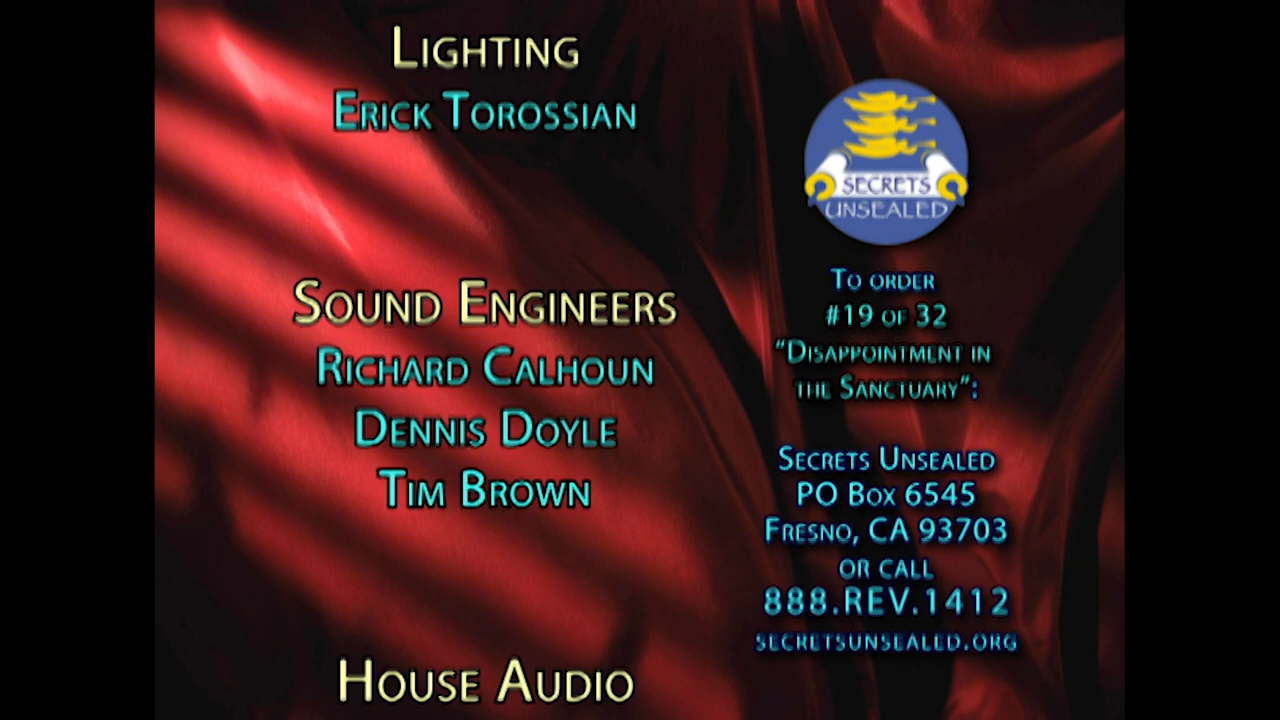 LIGHTING
ERICK TOROSSIAN
SOUND ENGINEERS
RICHARD CALHOUN
DENNIS DOYLE
TIM BROWN
HOUSE AUDIO
SECRETS
UNSEALED
TO ORDER
#19 OF 32
“DISAPPOINTMENT IN
THE SANCTUARY”:
SECRETS UNSEALED
PO BOX 6545
FRESNO, CA 93703
OR CALL
888.REV.1412
SECRETSUNSEALED.ORG